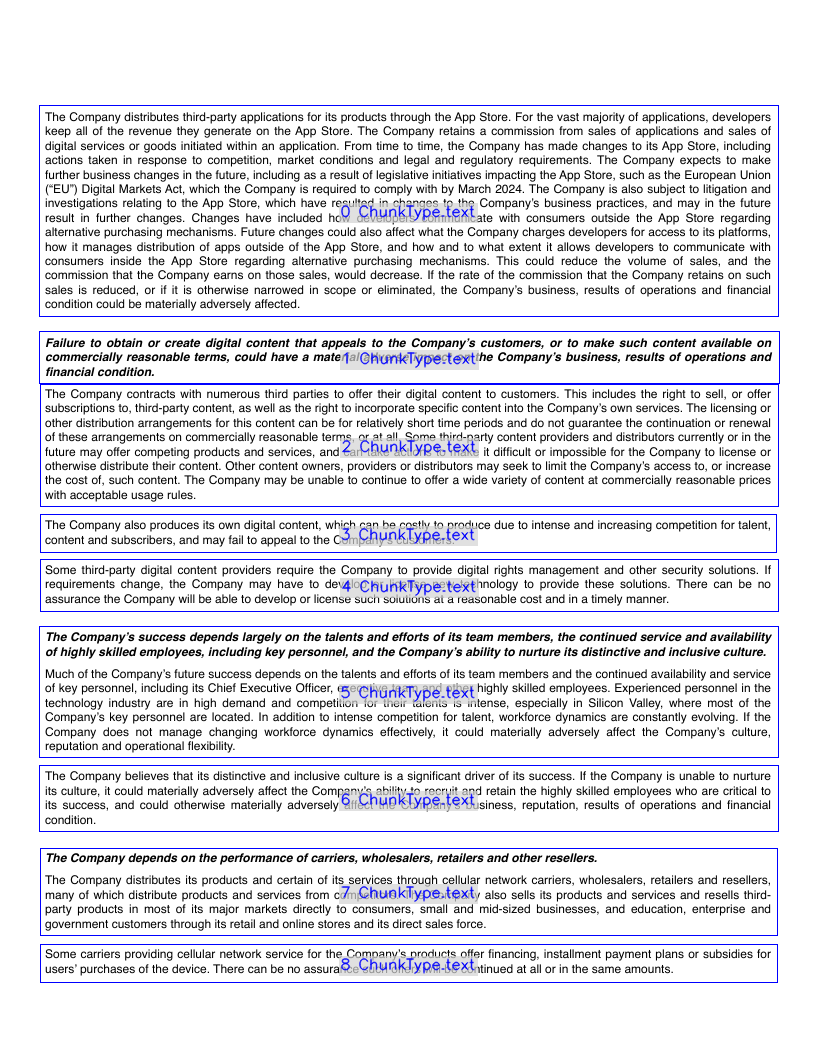 The Company distributes third-party applications for its products through the App Store. For the vast majority of applications, developers
keep all of the revenue they generate on the App Store. The Company retains a commission from sales of applications and sales of
digital services or goods initiated within an application. From time to time, the Company has made changes to its App Store, including
actions taken in response to competition, market conditions and legal and regulatory requirements. The Company expects to make
further business changes in the future, including as a result of legislative initiatives impacting the App Store, such as the European Union
(“EU”) Digital Markets Act, which the Company is required to comply with by March 2024. The Company is also subject to litigation and
investigations relating to the App Store, which have resulted in changes to the Company’s business practices, and may in the future
0 ChunkType.text
result in further changes. Changes have included how developers communicate with consumers outside the App Store regarding
alternative purchasing mechanisms. Future changes could also affect what the Company charges developers for access to its platforms,
how it manages distribution of apps outside of the App Store, and how and to what extent it allows developers to communicate with
consumers inside the App Store regarding alternative purchasing mechanisms. This could reduce the volume of sales, and the
commission that the Company earns on those sales, would decrease. If the rate of the commission that the Company retains on such
sales is reduced, or if it is otherwise narrowed in scope or eliminated, the Company’s business, results of operations and financial
condition could be materially adversely affected.
Failure to obtain or create digital content that appeals to the Company’s customers, or to make such content available on
commercially reasonable terms, could have a material adverse impact on the Company’s business, results of operations and
1 ChunkType.text
financial condition.
The Company contracts with numerous third parties to offer their digital content to customers. This includes the right to sell, or offer
subscriptions to, third-party content, as well as the right to incorporate specific content into the Company’s own services. The licensing or
other distribution arrangements for this content can be for relatively short time periods and do not guarantee the continuation or renewal
of these arrangements on commercially reasonable terms, or at all. Some third-party content providers and distributors currently or in the
2 ChunkType.text
future may offer competing products and services, and can take actions to make it difficult or impossible for the Company to license or
otherwise distribute their content. Other content owners, providers or distributors may seek to limit the Company’s access to, or increase
the cost of, such content. The Company may be unable to continue to offer a wide variety of content at commercially reasonable prices
with acceptable usage rules.
The Company also produces its own digital content, which can be costly to produce due to intense and increasing competition for talent,
3 ChunkType.text
content and subscribers, and may fail to appeal to the Company’s customers.
Some third-party digital content providers require the Company to provide digital rights management and other security solutions. If
requirements change, the Company may have to develop or license new technology to provide these solutions. There can be no
4 ChunkType.text
assurance the Company will be able to develop or license such solutions at a reasonable cost and in a timely manner.
The Company’s success depends largely on the talents and efforts of its team members, the continued service and availability
of highly skilled employees, including key personnel, and the Company’s ability to nurture its distinctive and inclusive culture.
Much of the Company’s future success depends on the talents and efforts of its team members and the continued availability and service
of key personnel, including its Chief Executive Officer, executive team and other highly skilled employees. Experienced personnel in the
5 ChunkType.text
technology industry are in high demand and competition for their talents is intense, especially in Silicon Valley, where most of the
Company’s key personnel are located. In addition to intense competition for talent, workforce dynamics are constantly evolving. If the
Company does not manage changing workforce dynamics effectively, it could materially adversely affect the Company’s culture,
reputation and operational flexibility.
The Company believes that its distinctive and inclusive culture is a significant driver of its success. If the Company is unable to nurture
its culture, it could materially adversely affect the Company’s ability to recruit and retain the highly skilled employees who are critical to
6 ChunkType.text
its success, and could otherwise materially adversely affect the Company’s business, reputation, results of operations and financial
condition.
The Company depends on the performance of carriers, wholesalers, retailers and other resellers.
The Company distributes its products and certain of its services through cellular network carriers, wholesalers, retailers and resellers,
many of which distribute products and services from competitors. The Company also sells its products and services and resells third-
7 ChunkType.text
party products in most of its major markets directly to consumers, small and mid-sized businesses, and education, enterprise and
government customers through its retail and online stores and its direct sales force.
Some carriers providing cellular network service for the Company’s products offer financing, installment payment plans or subsidies for
8 ChunkType.text
users’ purchases of the device. There can be no assurance such offers will be continued at all or in the same amounts.